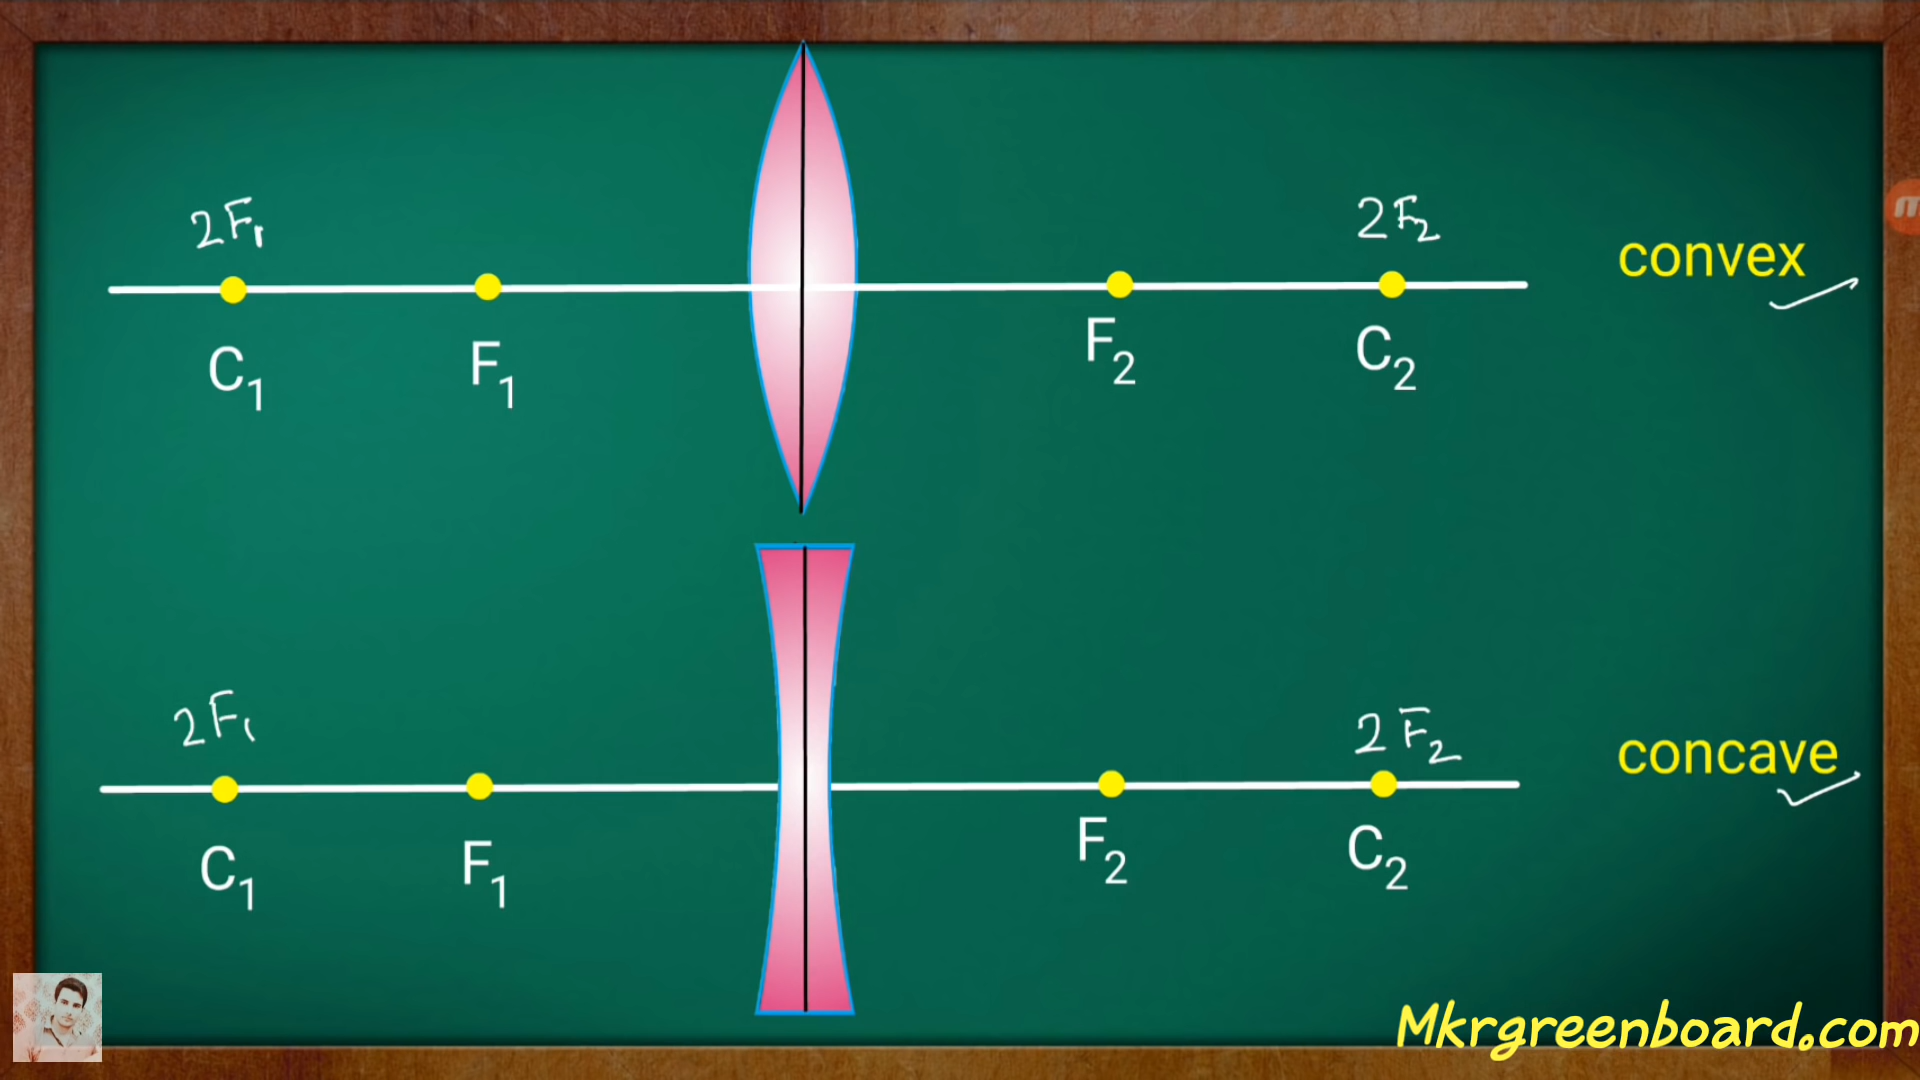 2F₁
2F₂
convex
C₁
F₁
F₂
C₂
2F₁
2F₂
concave
C₁
F₁
F₂
C₂
Mkrgreenboard.com